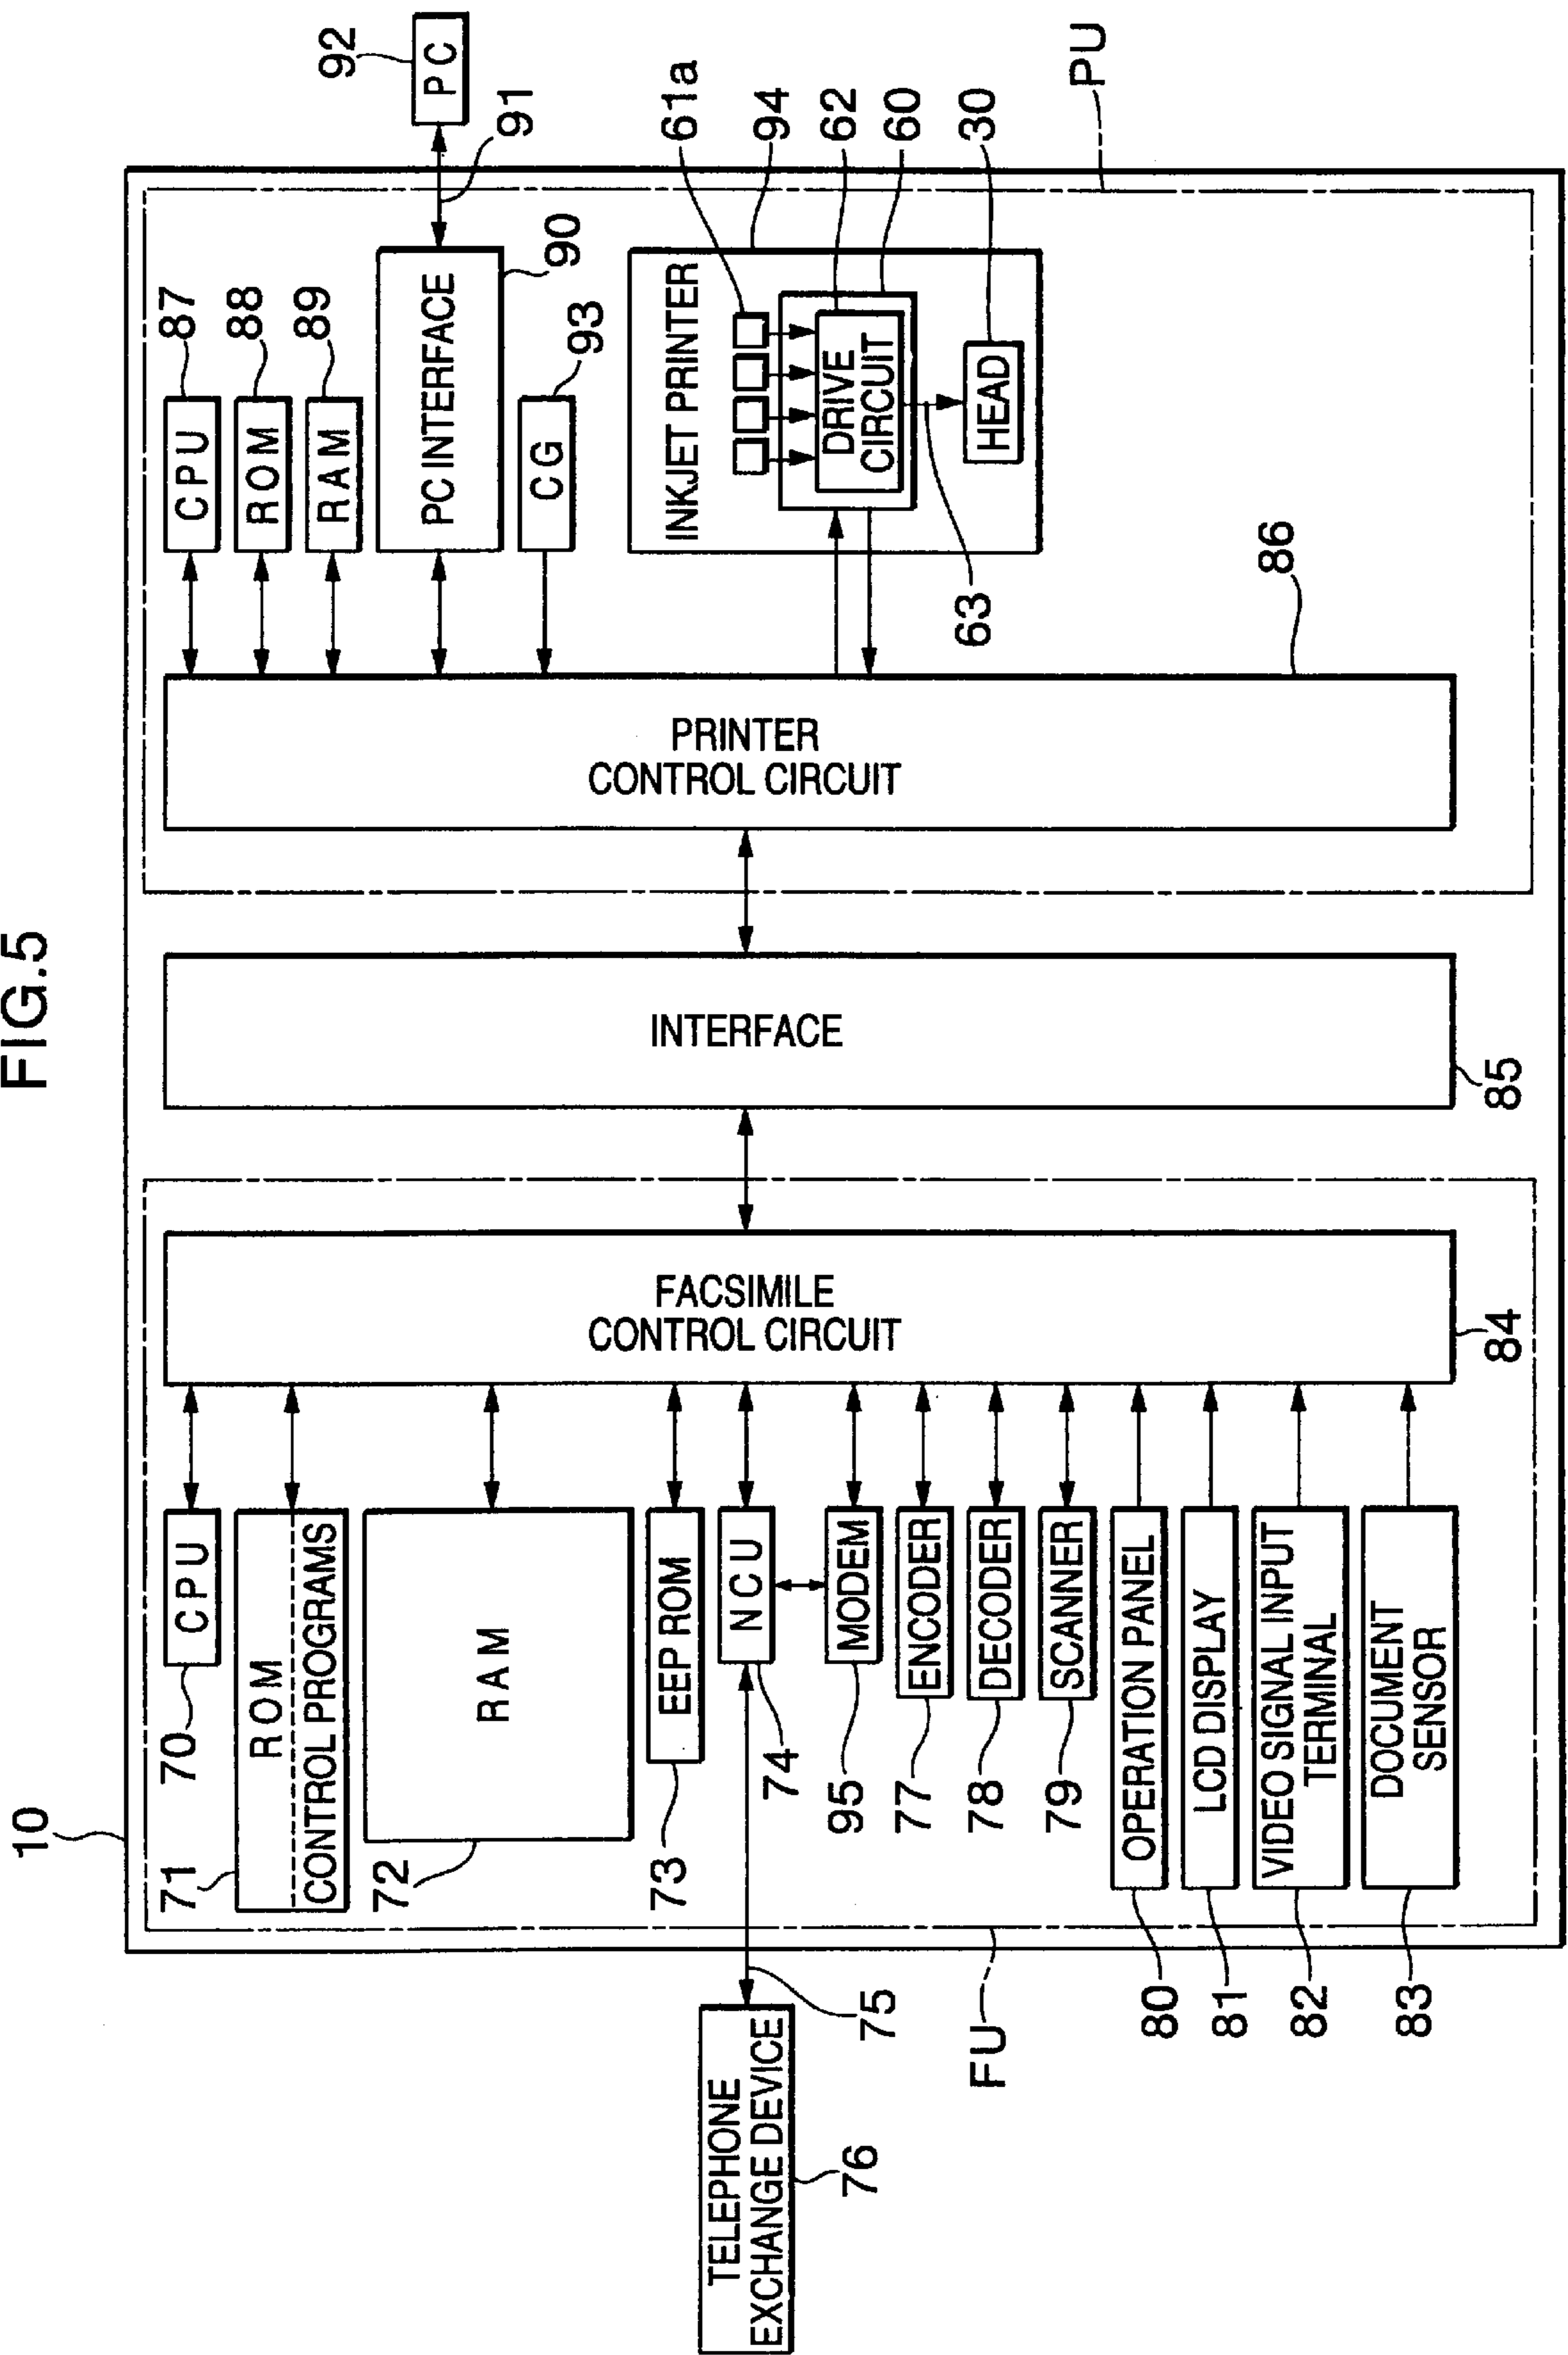 FIG.5
10
71
70
CPU
ROM
CONTROL PROGRAMS
72
RAM
73
EEP ROM
74
NCU
95
MODEM
77
ENCODER
78
DECODER
79
SCANNER
80
OPERATION PANEL
81
LCD DISPLAY
82
VIDEO SIGNAL INPUT
TERMINAL
83
DOCUMENT
SENSOR
TELEPHONE
EXCHANGE DEVICE
76
75
FU
FACSIMILE
CONTROL CIRCUIT
84
INTERFACE
85
PRINTER
CONTROL CIRCUIT
86
CPU
87
ROM
88
RAM
89
PC INTERFACE
90
91
PC
92
CG
93
INKJET PRINTER
61a
94
DRIVE
CIRCUIT
62
60
63
HEAD
30
PU